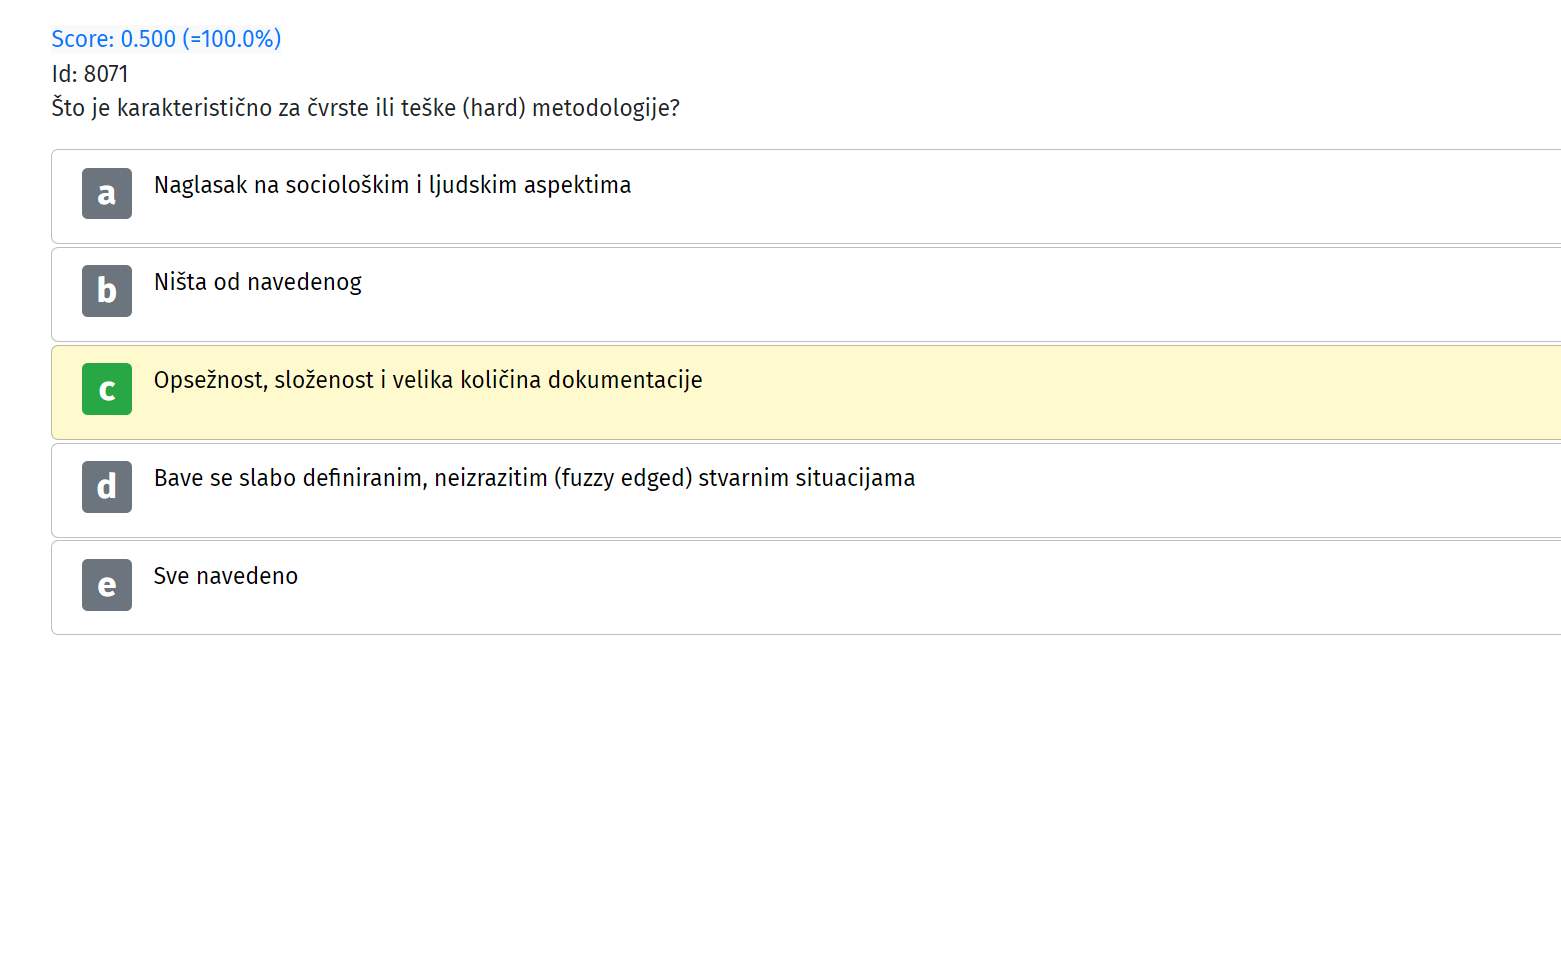 Score: 0.500 (=100.0%)
Id: 8071
Što je karakteristično za čvrste ili teške (hard) metodologije?
a Naglasak na sociološkim i ljudskim aspektima
b Ništa od navedenog
c Opsežnost, složenost i velika količina dokumentacije
d Bave se slabo definiranim, neizrazitim (fuzzy edged) stvarnim situacijama
e Sve navedeno